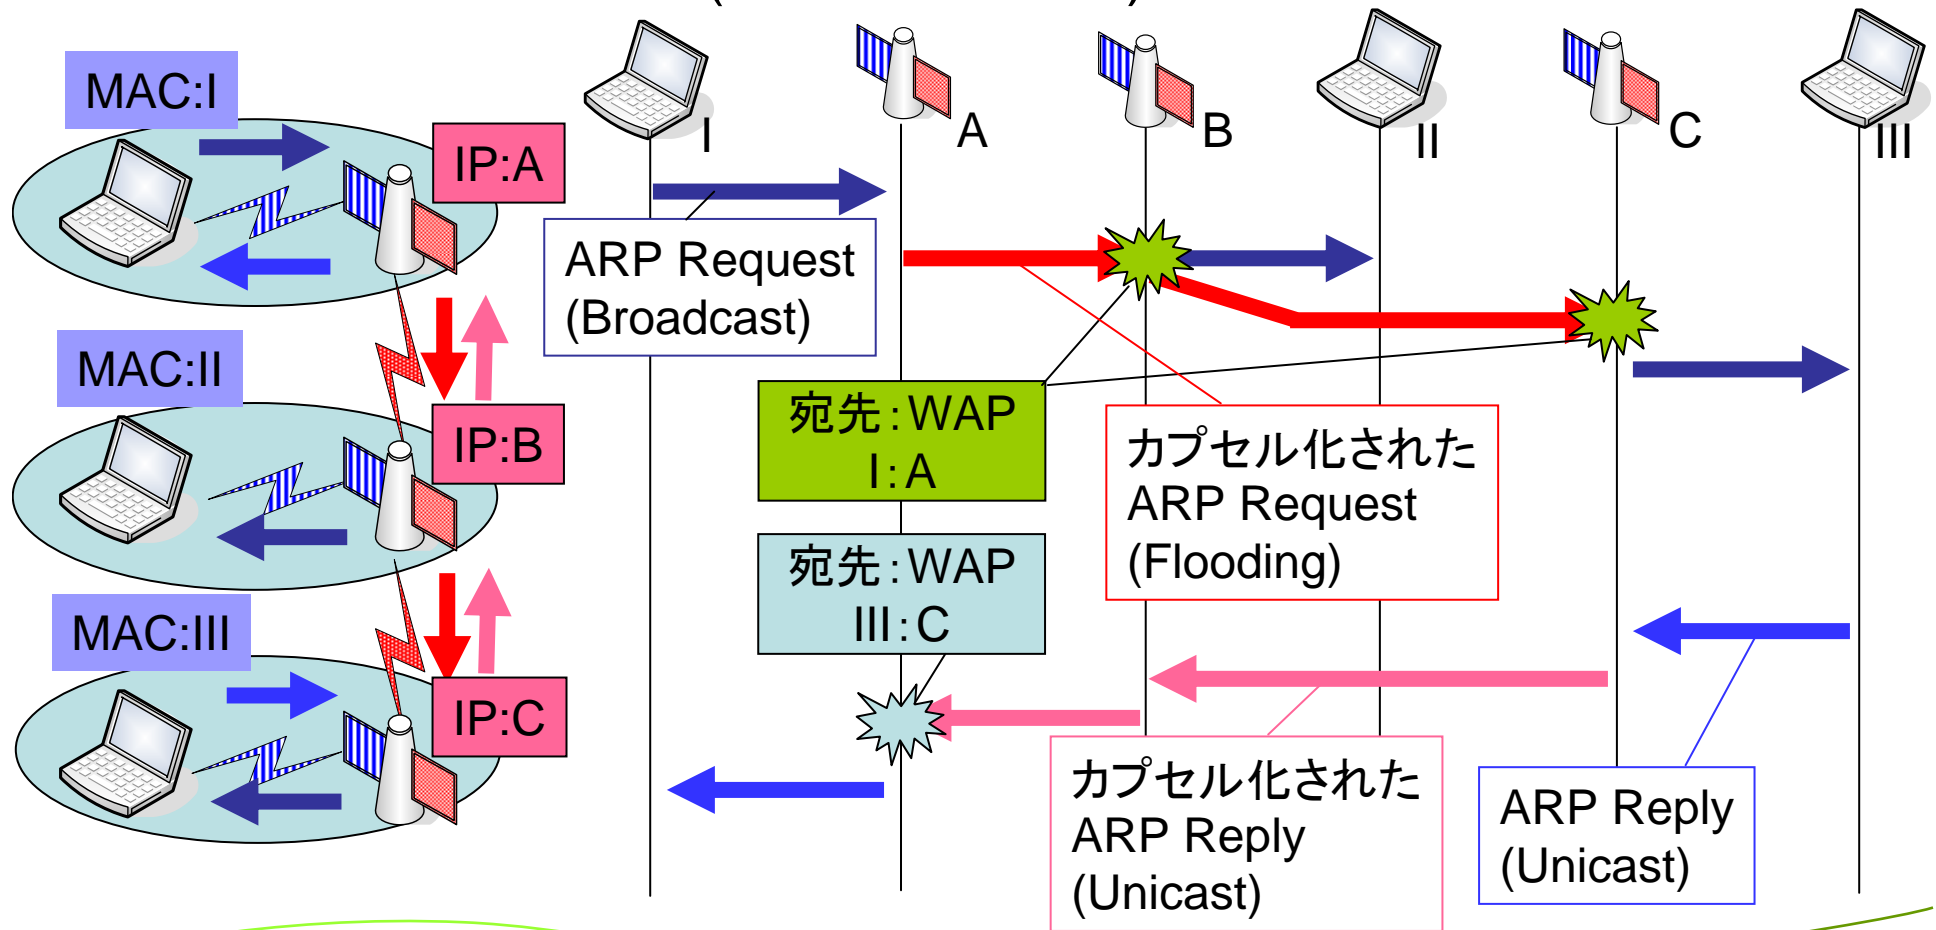 MAC:I
IP:A
MAC:II
IP:B
MAC:III
IP:C
I
A
B
II
C
III
ARP Request
(Broadcast)
宛先:WAP
I:A
宛先:WAP
III:C
カプセル化された
ARP Request
(Flooding)
カプセル化された
ARP Reply
(Unicast)
ARP Reply
(Unicast)